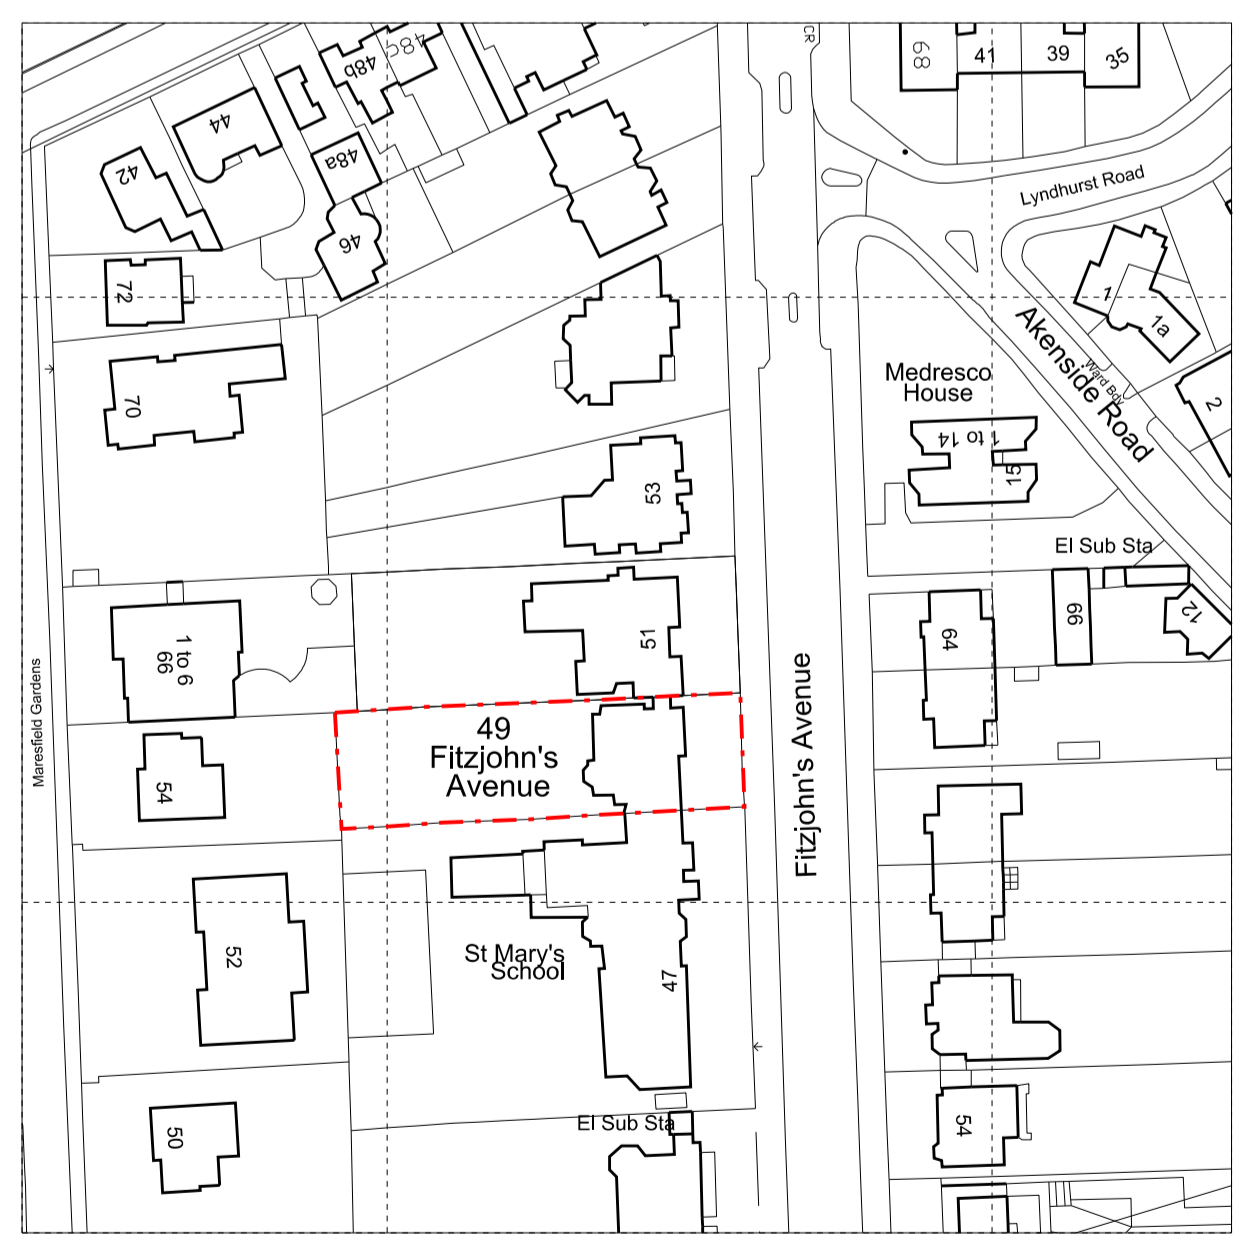 48c
48b
CR
68
41
39
35
44
48a
42
Lyndhurst Road
46
72
1
1a
Akenside Road
Ward Bdy
Medresco
House
2
70
1 to 14
15
53
El Sub Sta
66
12
64
51
1 to 6
66
Maresfield Gardens
Fitzjohn's Avenue
49
Fitzjohn's
Avenue
54
St Mary's
School
52
47
El Sub Sta
50
54